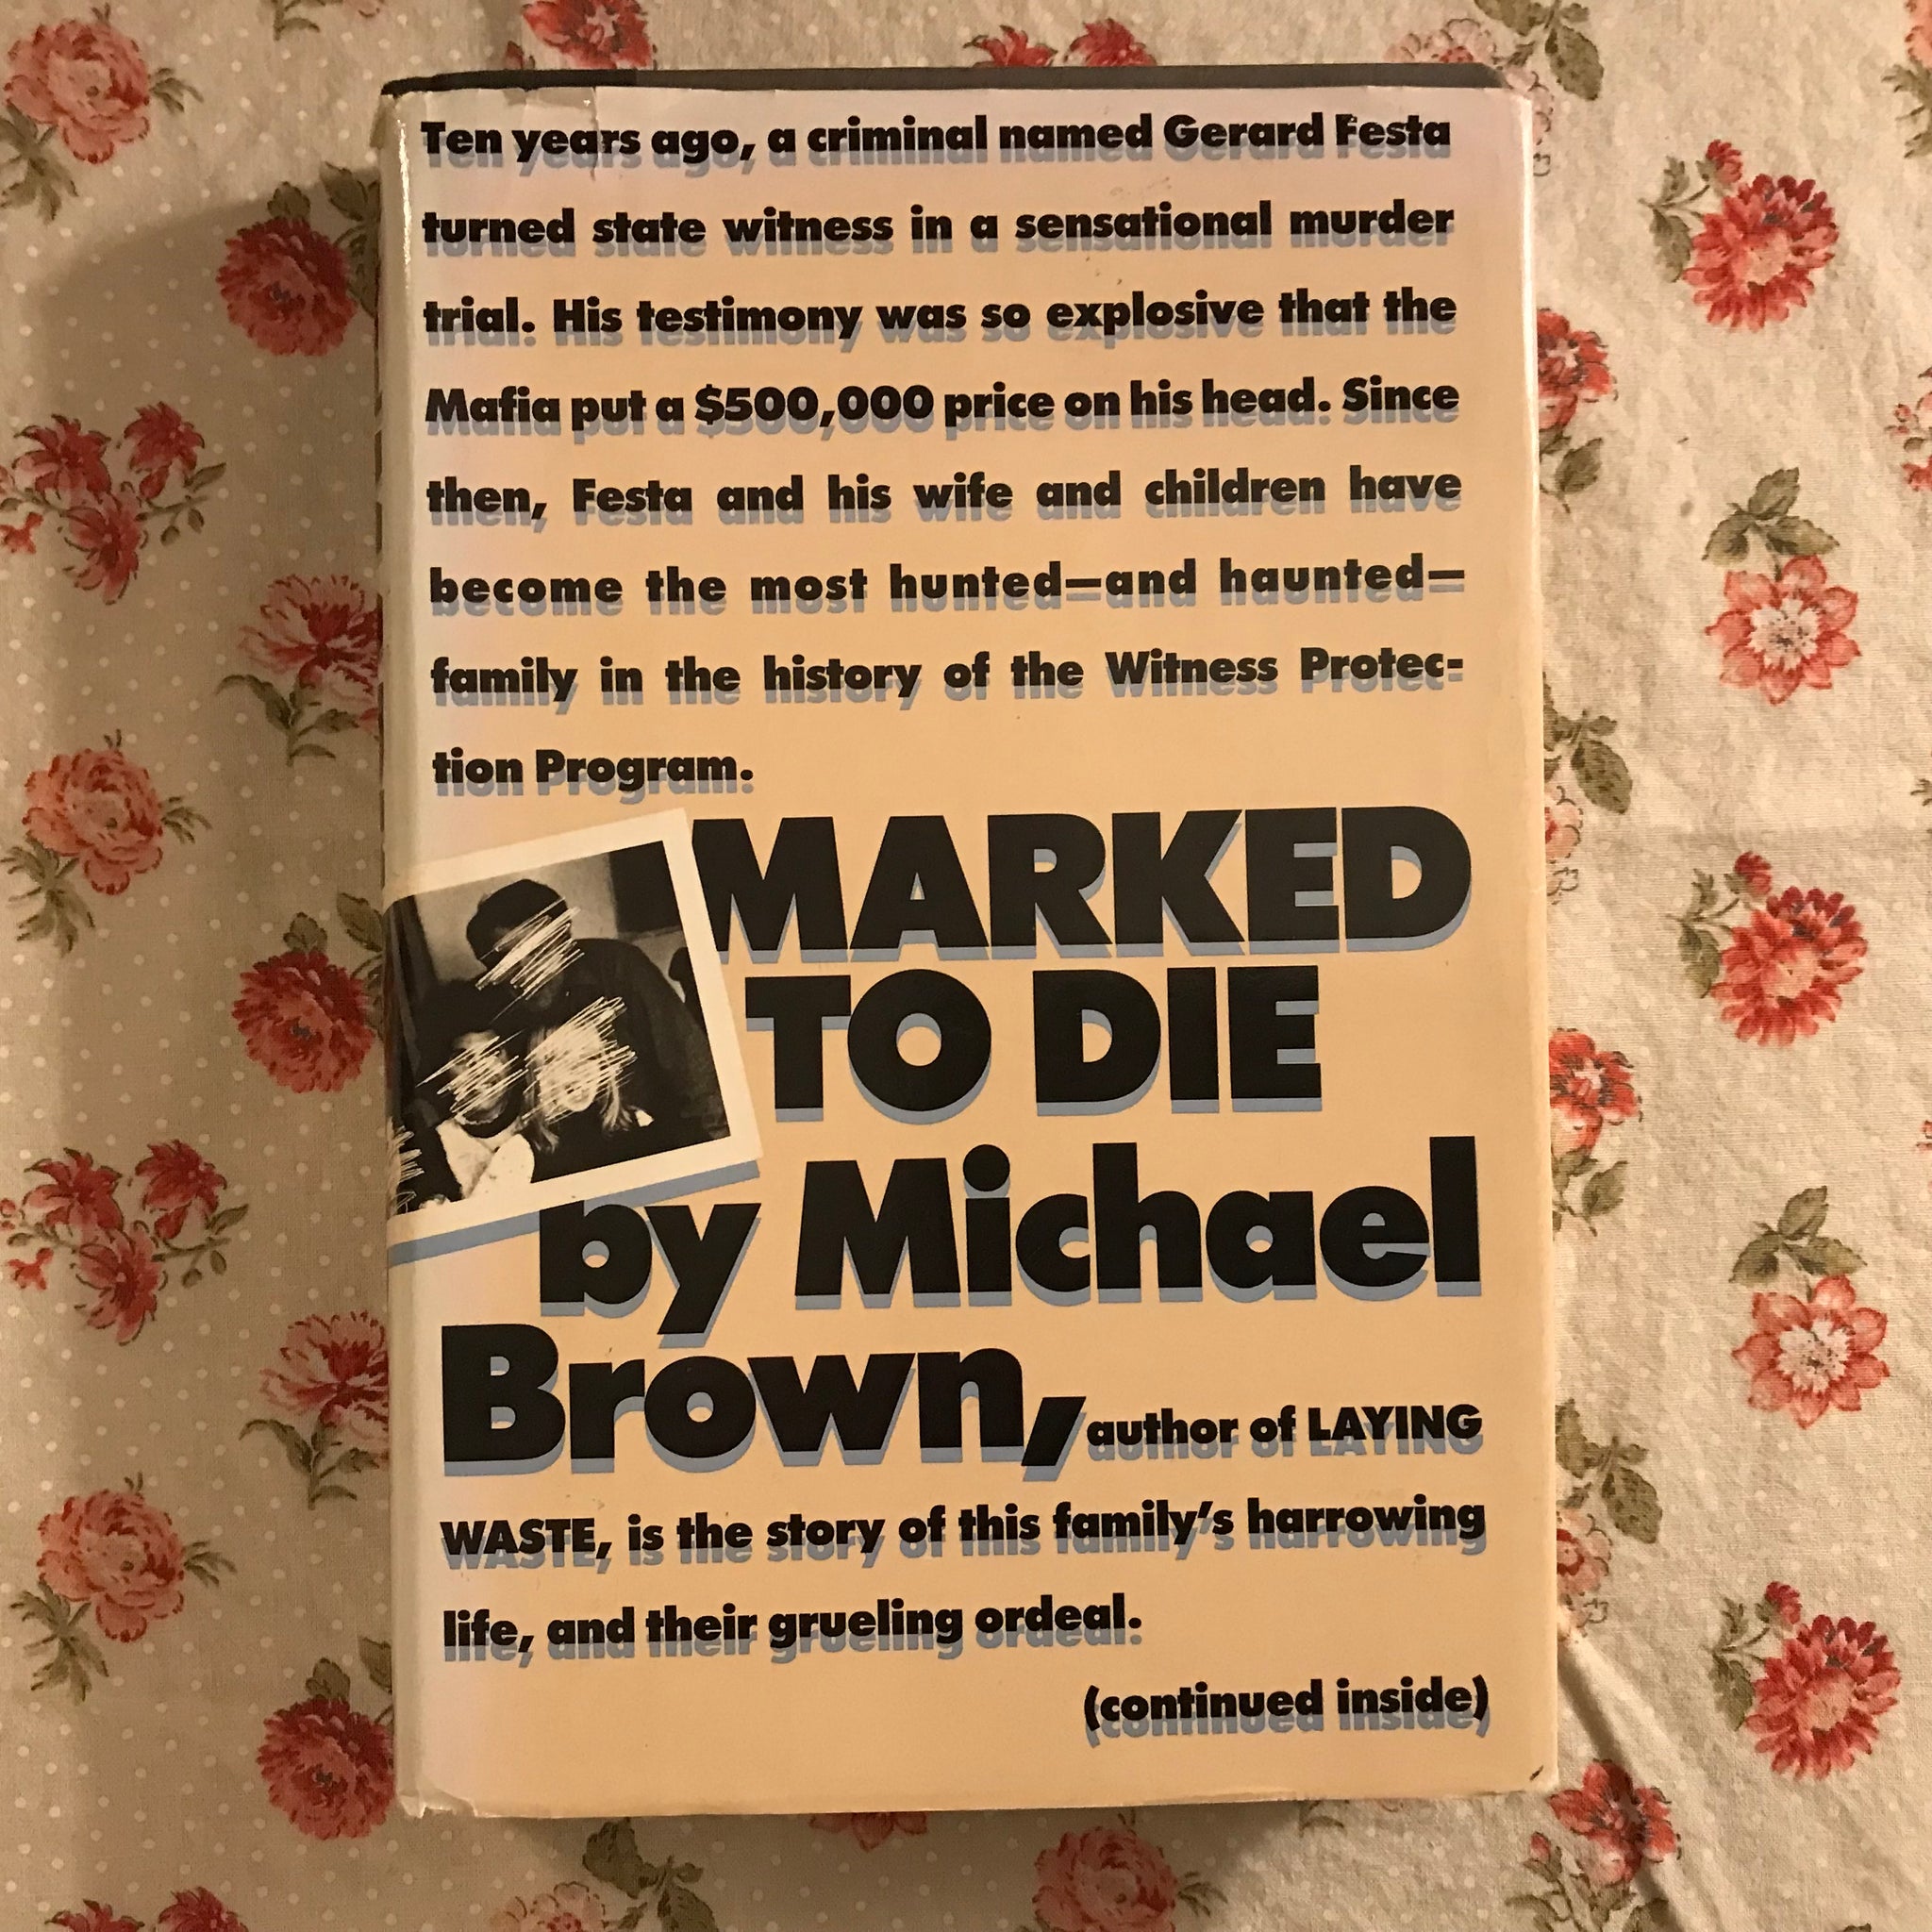 Ten years ago, a criminal named Gerard Festa
turned state witness in a sensational murder
trial. His testimony was so explosive that the
Mafia put a $500,000 price on his head. Since
then, Festa and his wife and children have
become the most hunted—and haunted—
family in the history of the Witness Protec-
tion Program.
MARKED
TO DIE
by Michael
Brown, author of LAYING
WASTE, is the story of this family's harrowing
life, and their grueling ordeal.
(continued inside)